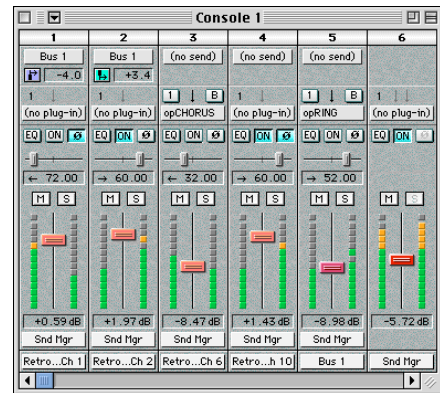 Console 1
1 2 3 4 5 6
Bus 1 Bus 1 (no send) (no send) (no send)
-4.0 +3.4
1 1 1 B 1 1 B 1
(no plug-in) (no plug-in) opCHORUS (no plug-in) opRING (no plug-in)
EQ ON Ø EQ ON Ø EQ ON Ø EQ ON Ø EQ ON Ø EQ ON Ø
← 72.00 → 60.00 ← 32.00 → 60.00 → 52.00
M S M S M S M S M S M S
+0.59 dB +1.97 dB -8.47 dB +1.43 dB -8.98 dB -5.72 dB
Snd Mgr Snd Mgr Snd Mgr Snd Mgr Snd Mgr
Retro...Ch 1 Retro...Ch 2 Retro...Ch 6 Retro...h 10 Bus 1 Snd Mgr